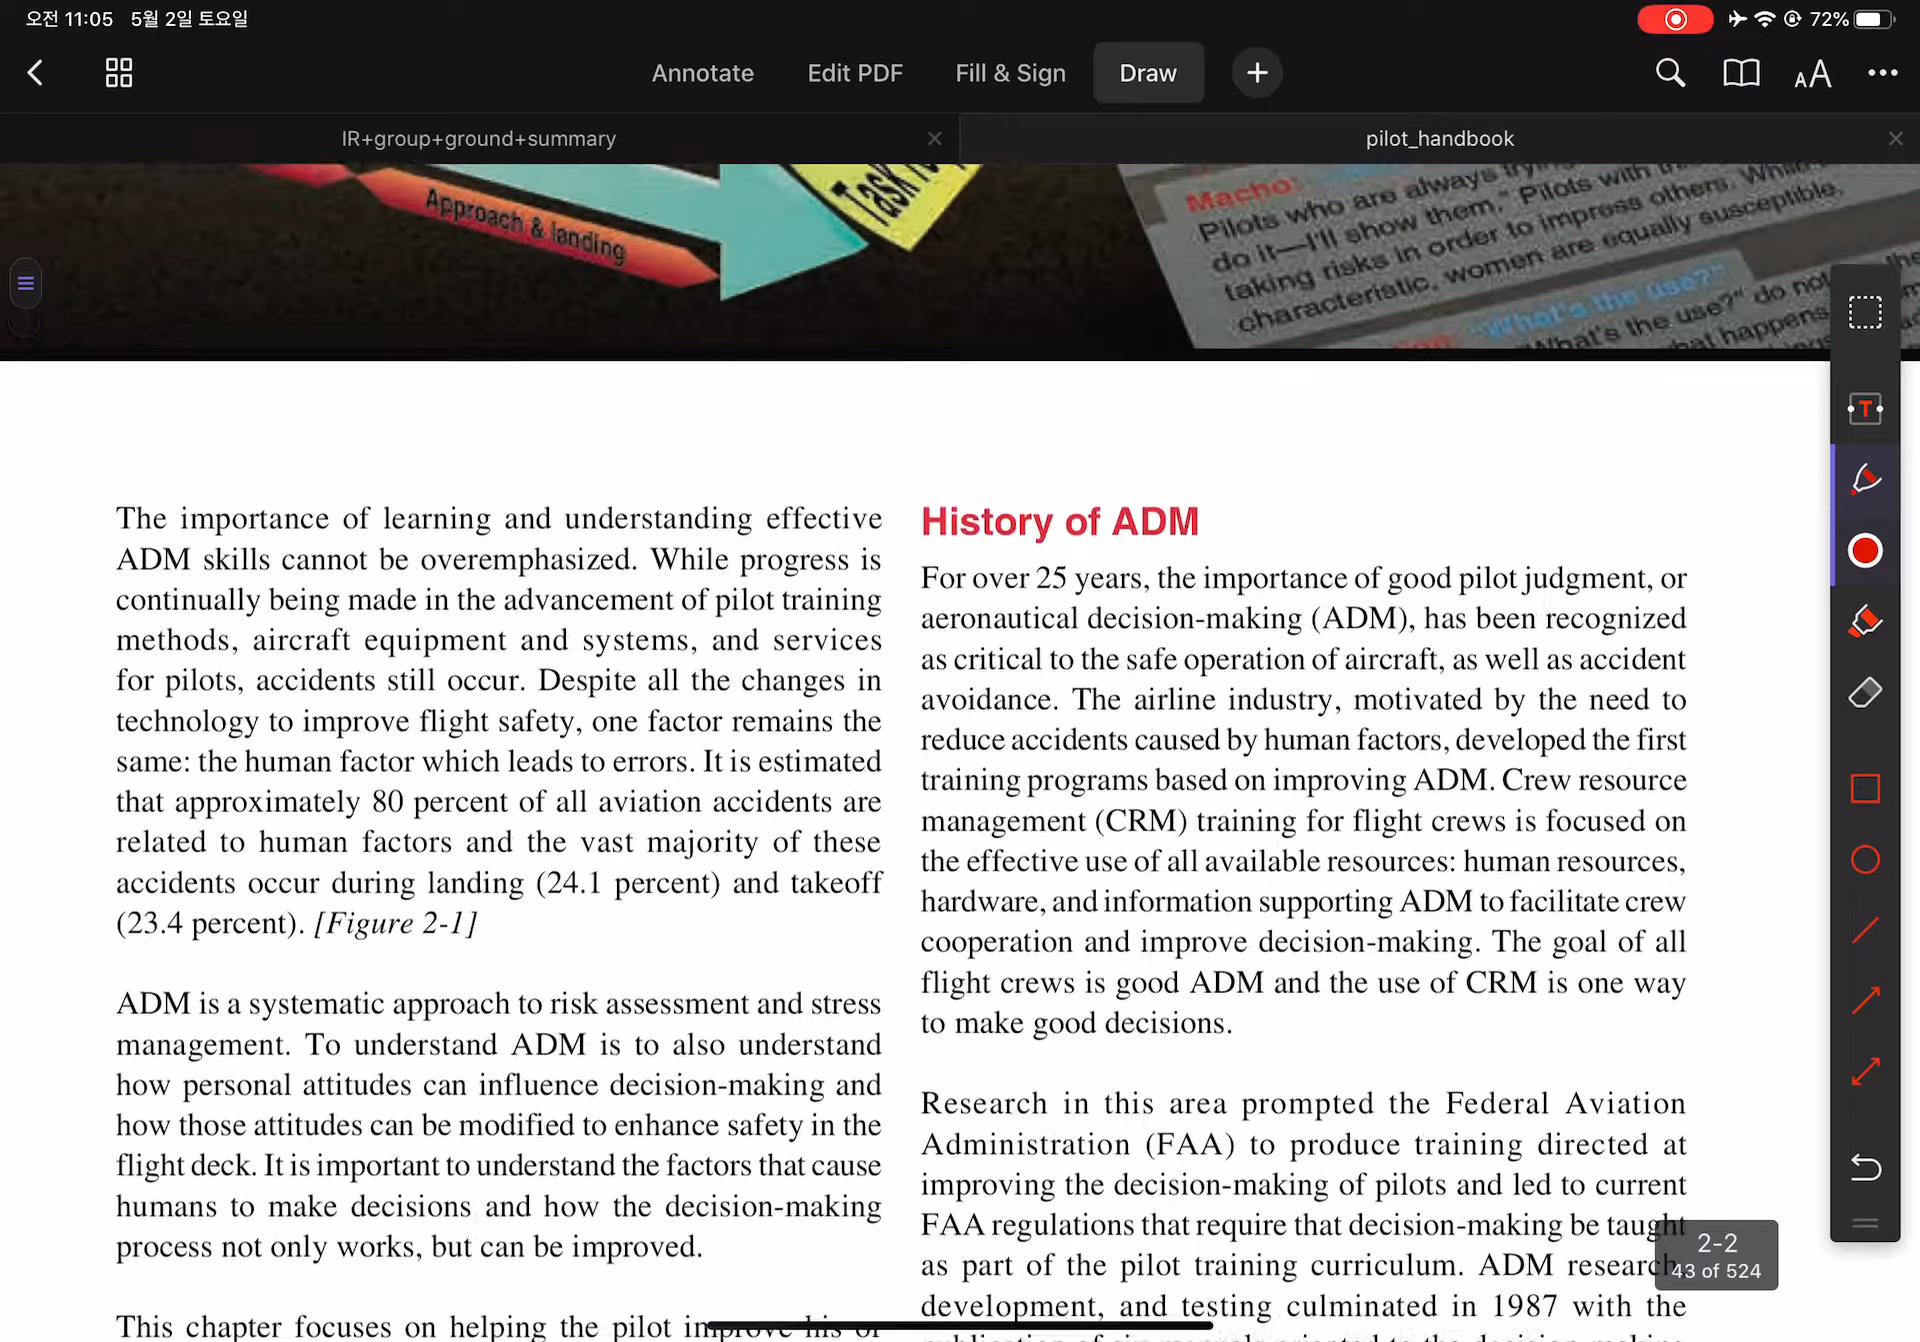 오전 11:05 5월 2일 토요일
72%
Annotate Edit PDF Fill & Sign Draw
IR+group+ground+summary
pilot_handbook
Approach & landing
Task
Macho:
Pilots who are always trying
do it—I'll show them." Pilots with
taking risks in order to impress others. While
characteristic, women are equally susceptible.
"What's the use?"
"What's the use?" do not
happens
The importance of learning and understanding effective
ADM skills cannot be overemphasized. While progress is
continually being made in the advancement of pilot training
methods, aircraft equipment and systems, and services
for pilots, accidents still occur. Despite all the changes in
technology to improve flight safety, one factor remains the
same: the human factor which leads to errors. It is estimated
that approximately 80 percent of all aviation accidents are
related to human factors and the vast majority of these
accidents occur during landing (24.1 percent) and takeoff
(23.4 percent). [Figure 2-1]
ADM is a systematic approach to risk assessment and stress
management. To understand ADM is to also understand
how personal attitudes can influence decision-making and
how those attitudes can be modified to enhance safety in the
flight deck. It is important to understand the factors that cause
humans to make decisions and how the decision-making
process not only works, but can be improved.
This chapter focuses on helping the pilot improve his or
History of ADM
For over 25 years, the importance of good pilot judgment, or
aeronautical decision-making (ADM), has been recognized
as critical to the safe operation of aircraft, as well as accident
avoidance. The airline industry, motivated by the need to
reduce accidents caused by human factors, developed the first
training programs based on improving ADM. Crew resource
management (CRM) training for flight crews is focused on
the effective use of all available resources: human resources,
hardware, and information supporting ADM to facilitate crew
cooperation and improve decision-making. The goal of all
flight crews is good ADM and the use of CRM is one way
to make good decisions.
Research in this area prompted the Federal Aviation
Administration (FAA) to produce training directed at
improving the decision-making of pilots and led to current
FAA regulations that require that decision-making be taught
as part of the pilot training curriculum. ADM research,
development, and testing culminated in 1987 with the
2-2
43 of 524